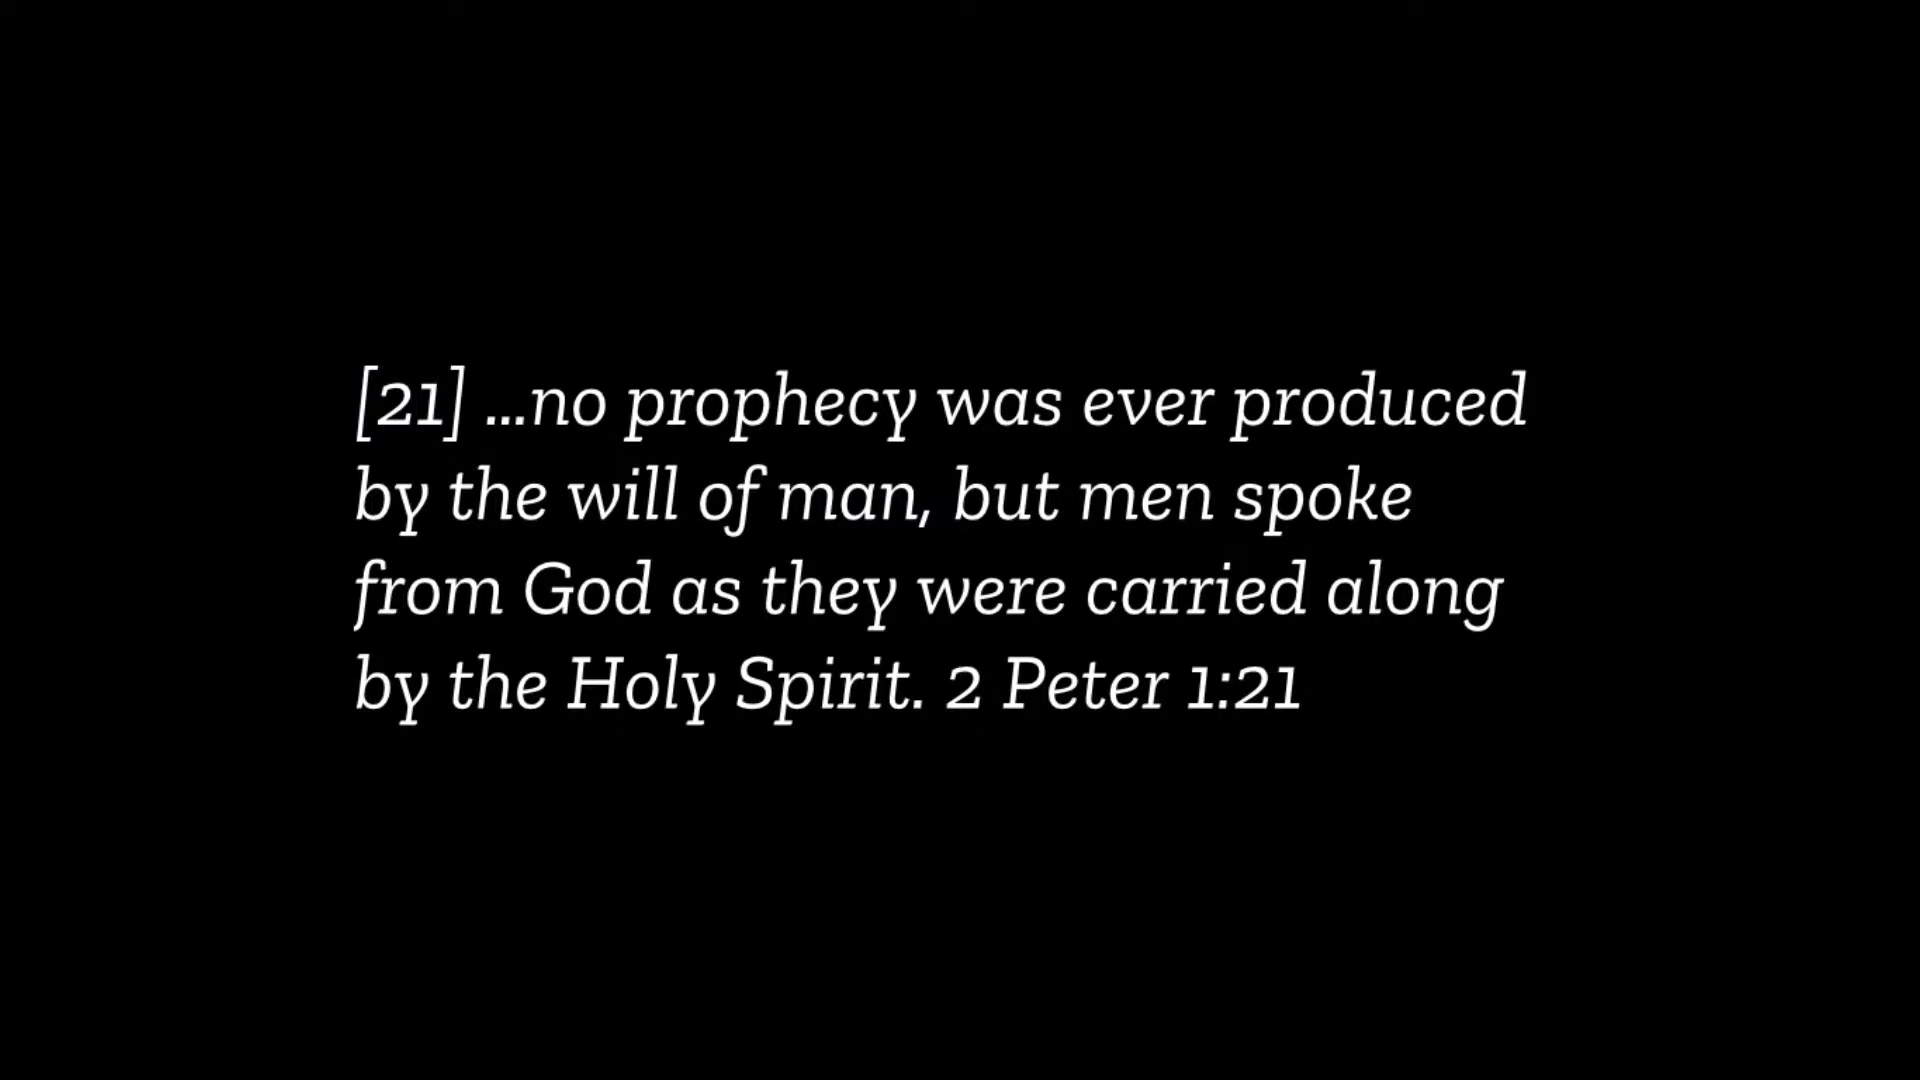 [21] ...no prophecy was ever produced
by the will of man, but men spoke
from God as they were carried along
by the Holy Spirit. 2 Peter 1:21